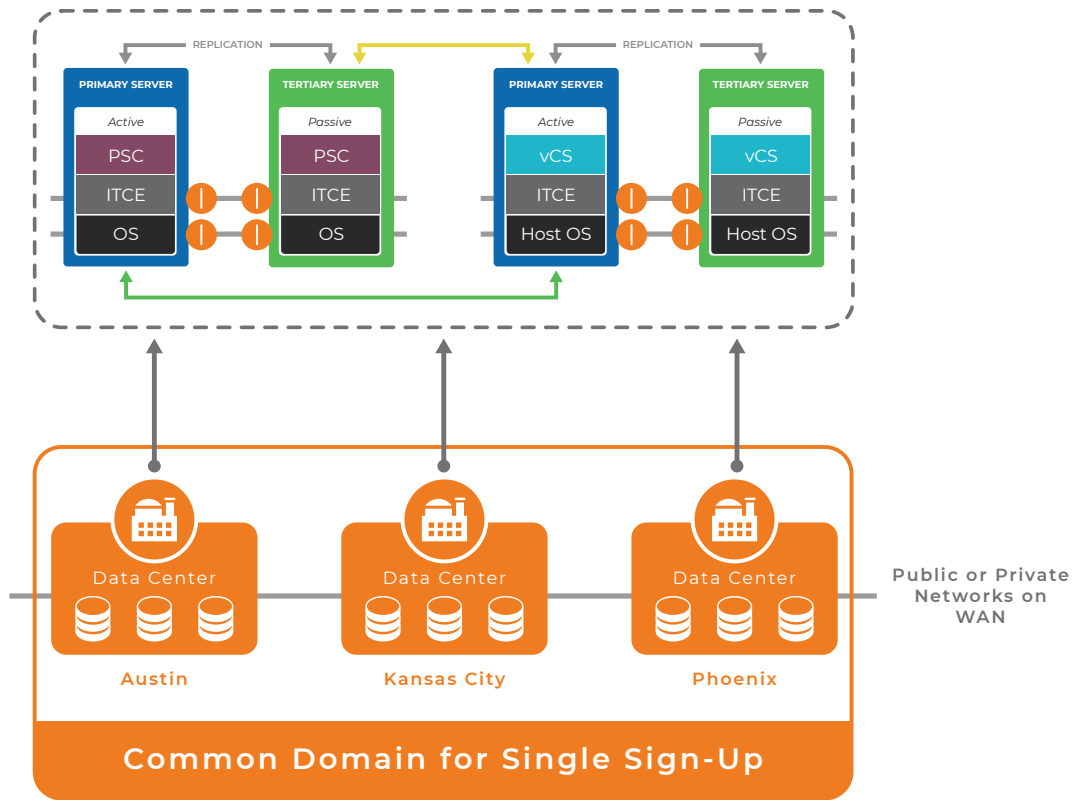 REPLICATION
REPLICATION
PRIMARY SERVER
TERTIARY SERVER
PRIMARY SERVER
TERTIARY SERVER
Active
Passive
Active
Passive
PSC
PSC
vCS
vCS
ITCE
ITCE
ITCE
ITCE
OS
OS
Host OS
Host OS
Data Center
Data Center
Data Center
Public or Private
Networks on
WAN
Austin
Kansas City
Phoenix
Common Domain for Single Sign-Up